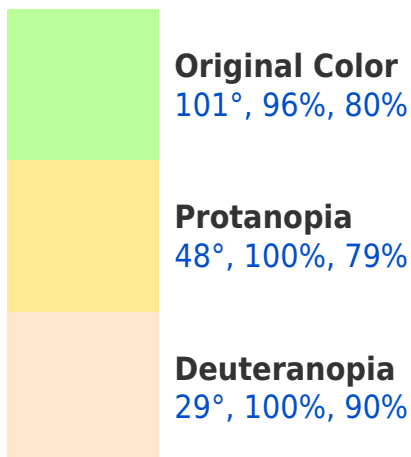 Original Color
101°, 96%, 80%
Protanopia
48°, 100%, 79%
Deuteranopia
29°, 100%, 90%